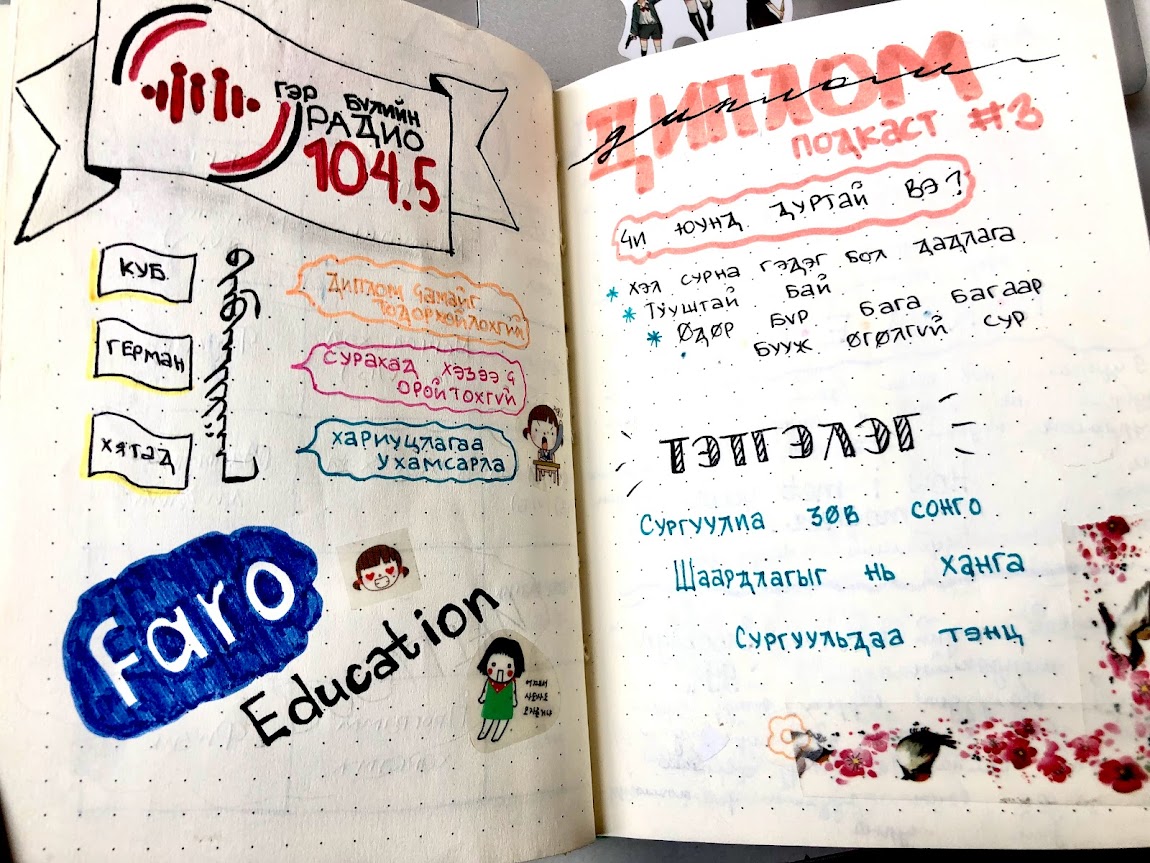 ГЭР БҮЛИЙН
РАДИО
104.5
КУБ
ГЕРМАН
ХЯТАД
ДИПЛОМ ЧАМАЙГ
ТОДОРХОЙЛОХГҮЙ
СУРАХАД ХЭЗЭЭ Ч
ОРОЙТОХГҮЙ
ХАРИУЦЛАГАА
УХАМСАРЛА
Faro
Education
ДИПЛОМ
диплом
ПОДКАСТ #3
ЧИ ЮУНД ДУРТАЙ ВЭ?
* ХЭЛ СУРНА ГЭДЭГ БОЛ ДАДЛАГА
* ТУУШТАЙ БАЙ
* ӨДӨР БҮР БАГА БАГААР
БУУЖ ӨГӨЛГҮЙ СУР
ТЭТГЭЛЭГ
Сургуулиа зөв сонго
Шаардлагыг нь ханга
Сургуульдаа тэнц